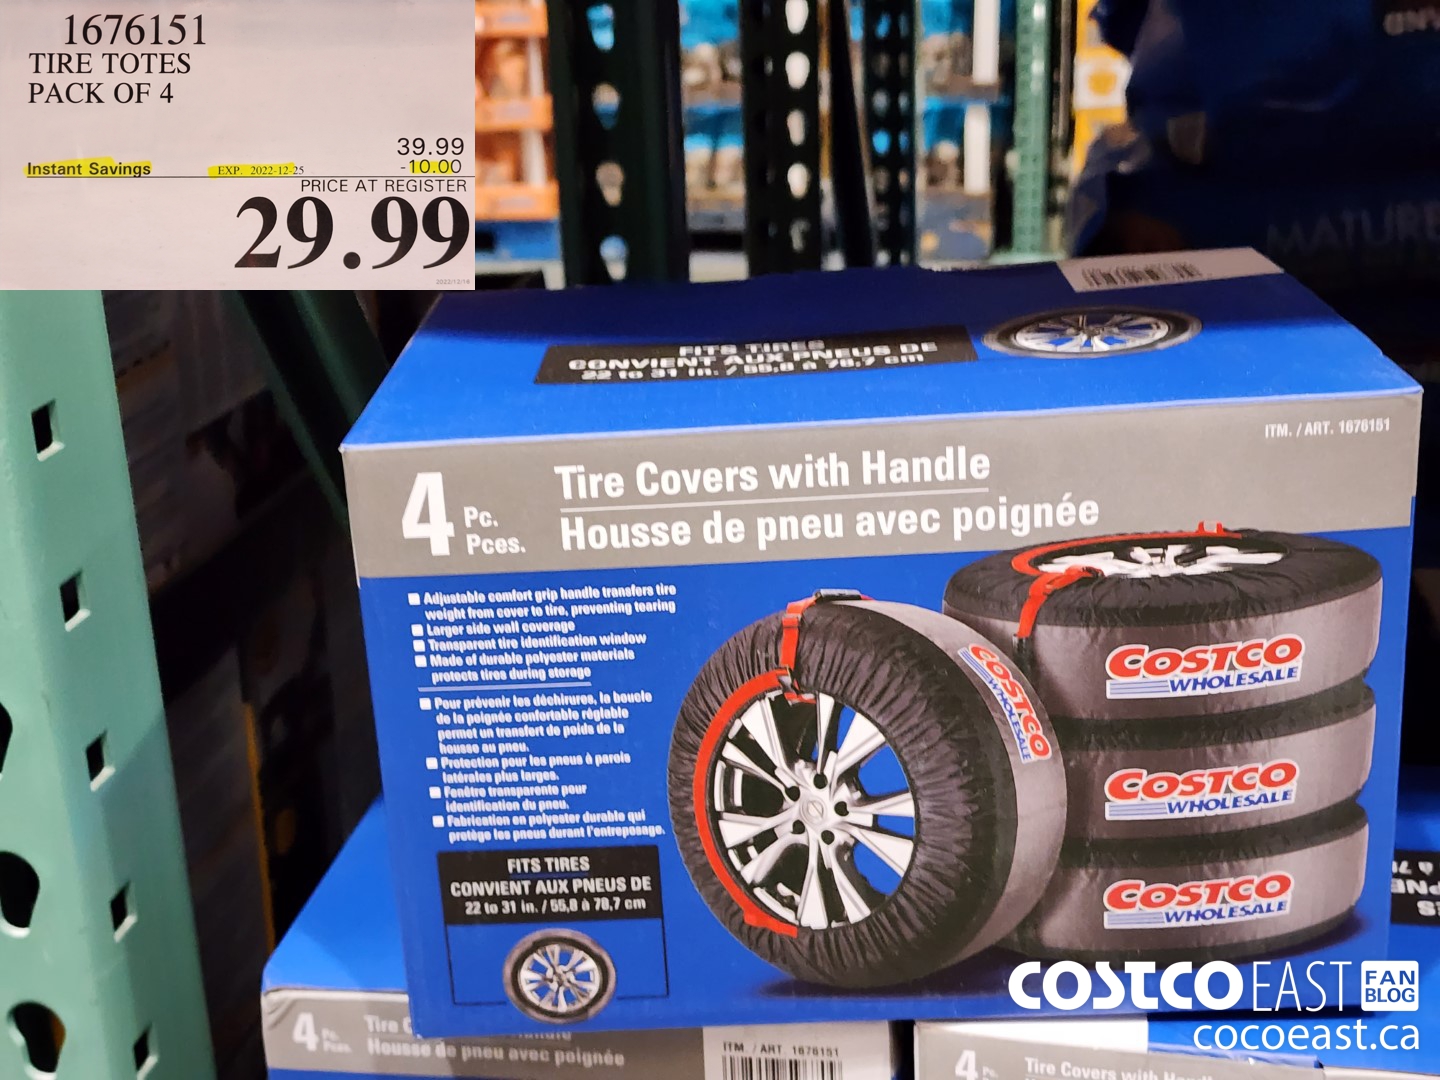 1676151
TIRE TOTES
PACK OF 4
39.99
Instant Savings EXP. 2022-12-25 -10.00
PRICE AT REGISTER
29.99
MATURE
FITS TIRES
CONVIENT AUX PNEUS DE
22 to 31 in. / 55,8 à 78,7 cm
ITM. / ART. 1676151
4 Pc.
Pces.
Tire Covers with Handle
Housse de pneu avec poignée
Adjustable comfort grip handle transfers tire
weight from cover to tire, preventing tearing
Larger side wall coverage
Transparent tire identification window
Made of durable polyester materials
protects tires during storage
Pour prévenir les déchirures, la boucle
de la poignée confortable réglable
permet un transfert de poids de la
housse au pneu.
Protection pour les pneus à parois
latérales plus larges.
Fenêtre transparente pour
identification du pneu.
Fabrication en polyester durable qui
protège les pneus durant l'entreposage.
FITS TIRES
CONVIENT AUX PNEUS DE
22 to 31 in. / 55,8 à 78,7 cm
COSTCO
WHOLESALE
COSTCO
WHOLESALE
COSTCO
WHOLESALE
COSTCO
WHOLESALE
COSTCO EAST FAN
BLOG
cocoeast.ca
4 Pc.
Pces.
Tire C
Housse de pneu avec poignée
ITM. / ART. 1676151
4
Tire Covers with Handle